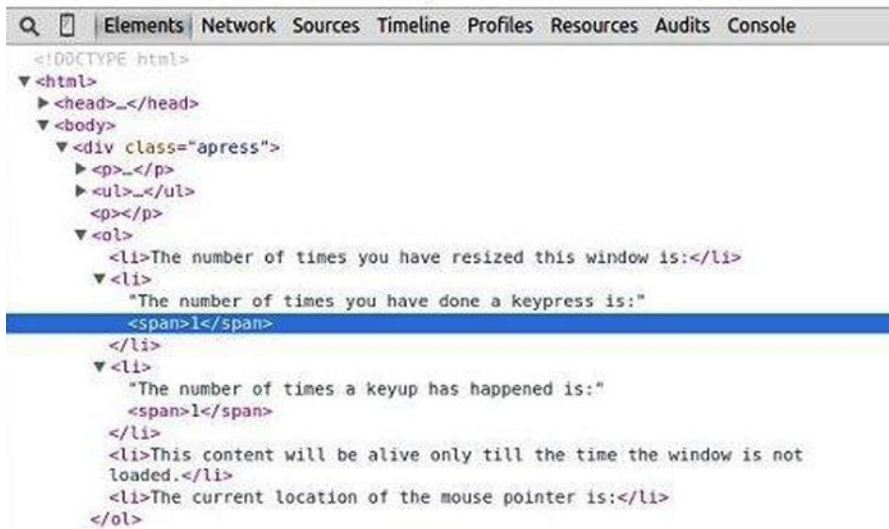 Elements Network Sources Timeline Profiles Resources Audits Console
<!DOCTYPE html>
▼<html>
▶<head>…</head>
▼<body>
▼<div class="apress">
▶<p>…</p>
▶<ul>…</ul>
<p></p>
▼<ol>
<li>The number of times you have resized this window is:</li>
▼<li>
"The number of times you have done a keypress is:"
<span>1</span>
</li>
▼<li>
"The number of times a keyup has happened is:"
<span>1</span>
</li>
<li>This content will be alive only till the time the window is not
loaded.</li>
<li>The current location of the mouse pointer is:</li>
</ol>